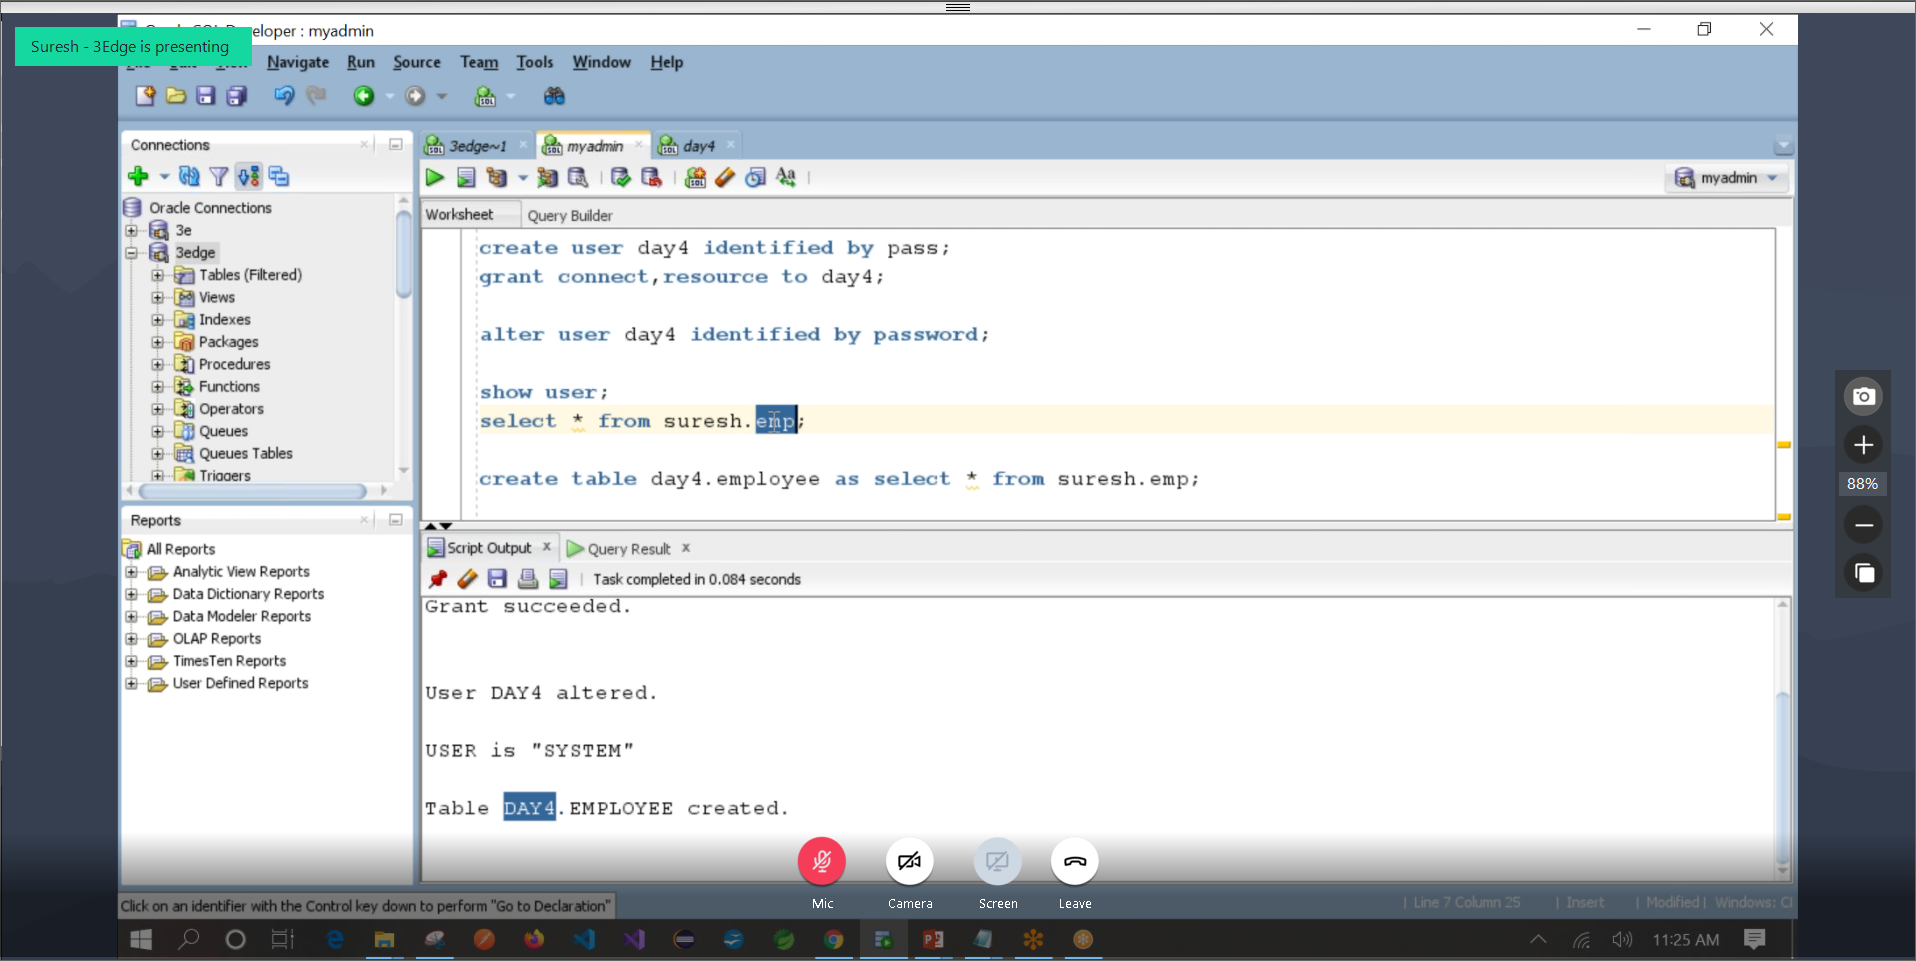 Oracle SQL Developer : myadmin
Suresh - 3Edge is presenting
Navigate Run Source Team Tools Window Help
Connections
3edge~1
myadmin
day4
myadmin
Worksheet
Query Builder
Oracle Connections
3e
3edge
Tables (Filtered)
Views
Indexes
Packages
Procedures
Functions
Operators
Queues
Queues Tables
Triggers
create user day4 identified by pass;
grant connect,resource to day4;
alter user day4 identified by password;
show user;
select * from suresh.emp;
create table day4.employee as select * from suresh.emp;
88%
Reports
All Reports
Analytic View Reports
Data Dictionary Reports
Data Modeler Reports
OLAP Reports
TimesTen Reports
User Defined Reports
Script Output x
Query Result x
Task completed in 0.084 seconds
Grant succeeded.
User DAY4 altered.
USER is "SYSTEM"
Table DAY4.EMPLOYEE created.
Mic
Camera
Screen
Leave
Click on an identifier with the Control key down to perform "Go to Declaration"
| Line 7 Column 25 | Insert | Modified | Windows: C
11:25 AM